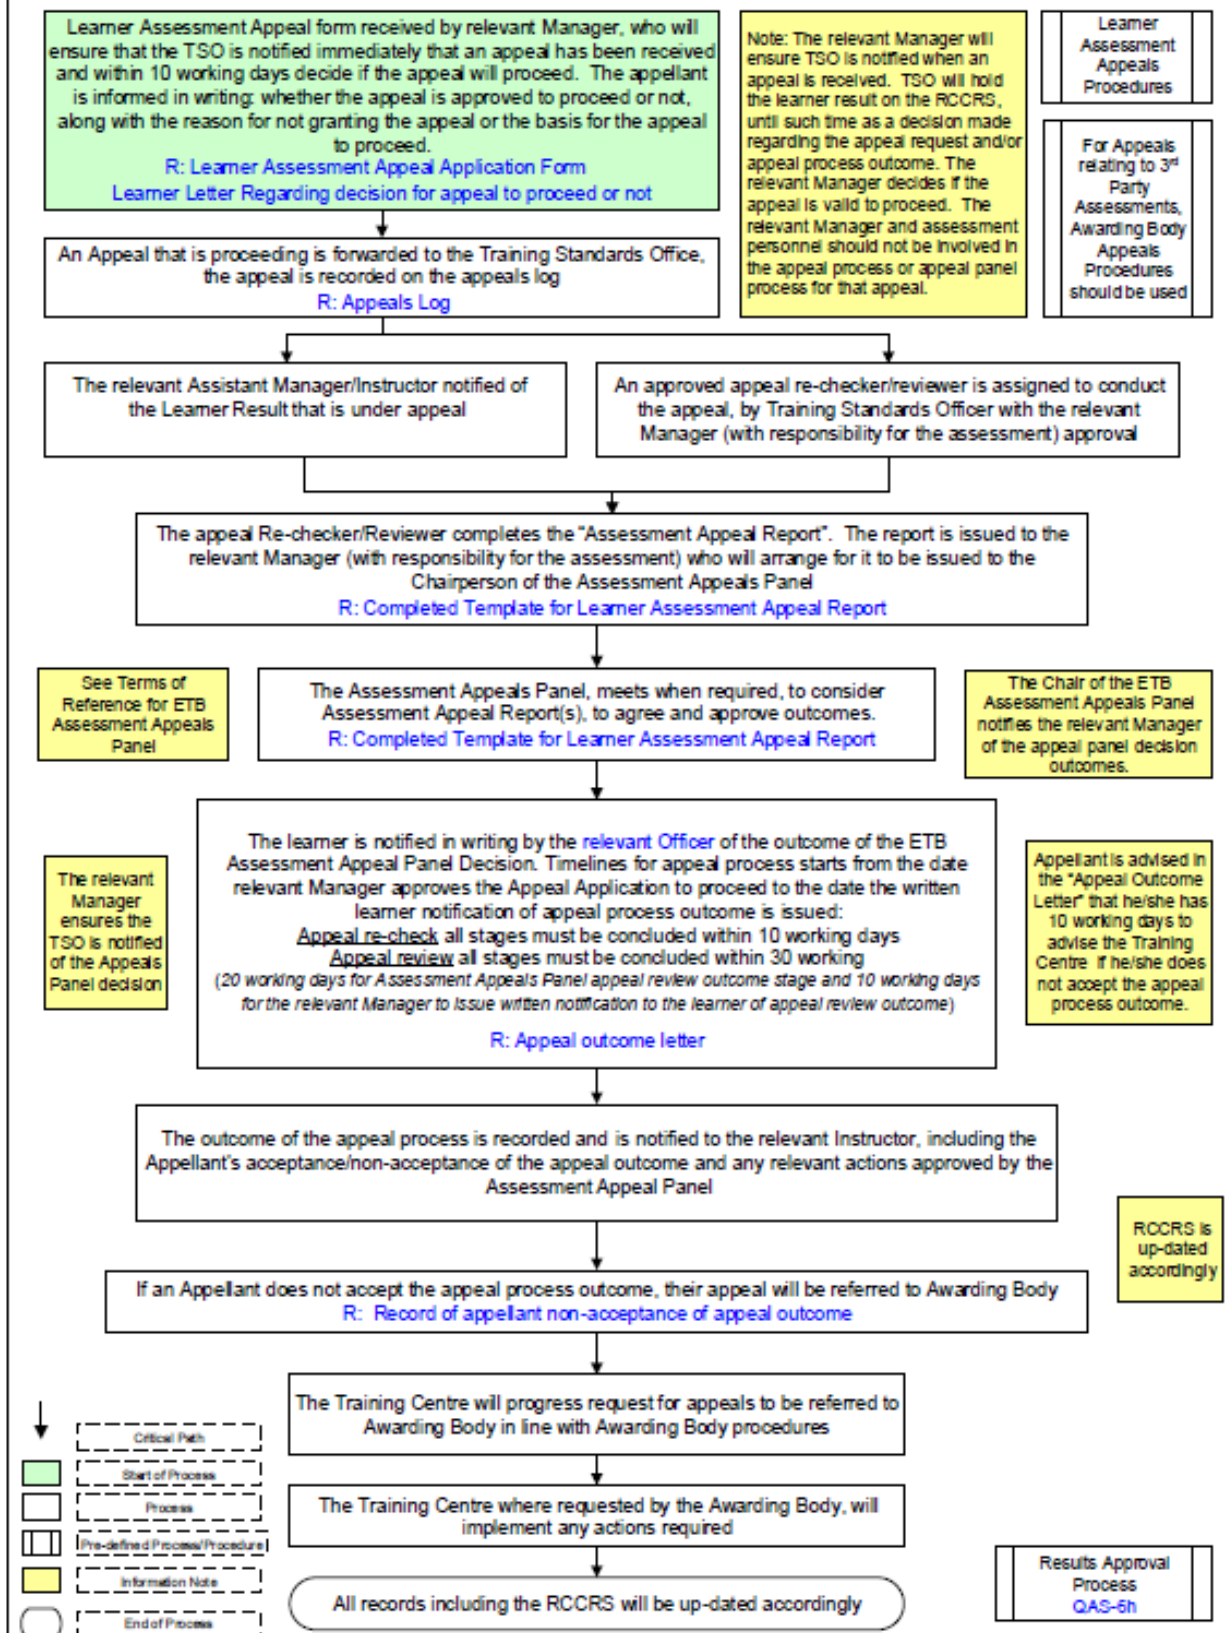 Learner Assessment Appeal form received by relevant Manager, who will
ensure that the TSO is notified immediately that an appeal has been received
and within 10 working days decide if the appeal will proceed. The appellant
is informed in writing: whether the appeal is approved to proceed or not,
along with the reason for not granting the appeal or the basis for the appeal
to proceed.
R: Learner Assessment Appeal Application Form
Learner Letter Regarding decision for appeal to proceed or not
Note: The relevant Manager will
ensure TSO is notified when an
appeal is received. TSO will hold
the learner result on the RCCRS,
until such time as a decision made
regarding the appeal request and/or
appeal process outcome. The
relevant Manager decides if the
appeal is valid to proceed. The
relevant Manager and assessment
personnel should not be involved in
the appeal process or appeal panel
process for that appeal.
Learner
Assessment
Appeals
Procedures
For Appeals
relating to 3rd
Party
Assessments,
Awarding Body
Appeals
Procedures
should be used
An Appeal that is proceeding is forwarded to the Training Standards Office,
the appeal is recorded on the appeals log
R: Appeals Log
The relevant Assistant Manager/Instructor notified of
the Learner Result that is under appeal
An approved appeal re-checker/reviewer is assigned to conduct
the appeal, by Training Standards Officer with the relevant
Manager (with responsibility for the assessment) approval
The appeal Re-checker/Reviewer completes the "Assessment Appeal Report". The report is issued to the
relevant Manager (with responsibility for the assessment) who will arrange for it to be issued to the
Chairperson of the Assessment Appeals Panel
R: Completed Template for Learner Assessment Appeal Report
See Terms of
Reference for ETB
Assessment Appeals
Panel
The Assessment Appeals Panel, meets when required, to consider
Assessment Appeal Report(s), to agree and approve outcomes.
R: Completed Template for Learner Assessment Appeal Report
The Chair of the ETB
Assessment Appeals Panel
notifies the relevant Manager
of the appeal panel decision
outcomes.
The relevant
Manager
ensures the
TSO is notified
of the Appeals
Panel decision
The learner is notified in writing by the relevant Officer of the outcome of the ETB
Assessment Appeal Panel Decision. Timelines for appeal process starts from the date
relevant Manager approves the Appeal Application to proceed to the date the written
learner notification of appeal process outcome is issued:
Appeal re-check all stages must be concluded within 10 working days
Appeal review all stages must be concluded within 30 working
(20 working days for Assessment Appeals Panel appeal review outcome stage and 10 working days
for the relevant Manager to issue written notification to the learner of appeal review outcome)
R: Appeal outcome letter
Appellant is advised in
the "Appeal Outcome
Letter" that he/she has
10 working days to
advise the Training
Centre if he/she does
not accept the appeal
process outcome.
The outcome of the appeal process is recorded and is notified to the relevant Instructor, including the
Appellant's acceptance/non-acceptance of the appeal outcome and any relevant actions approved by the
Assessment Appeal Panel
RCCRS is
up-dated
accordingly
If an Appellant does not accept the appeal process outcome, their appeal will be referred to Awarding Body
R: Record of appellant non-acceptance of appeal outcome
The Training Centre will progress request for appeals to be referred to
Awarding Body in line with Awarding Body procedures
The Training Centre where requested by the Awarding Body, will
implement any actions required
All records including the RCCRS will be up-dated accordingly
Results Approval
Process
QAS-6h
Critical Path
Start of Process
Process
Pre-defined Process/Procedure
Information Note
End of Process